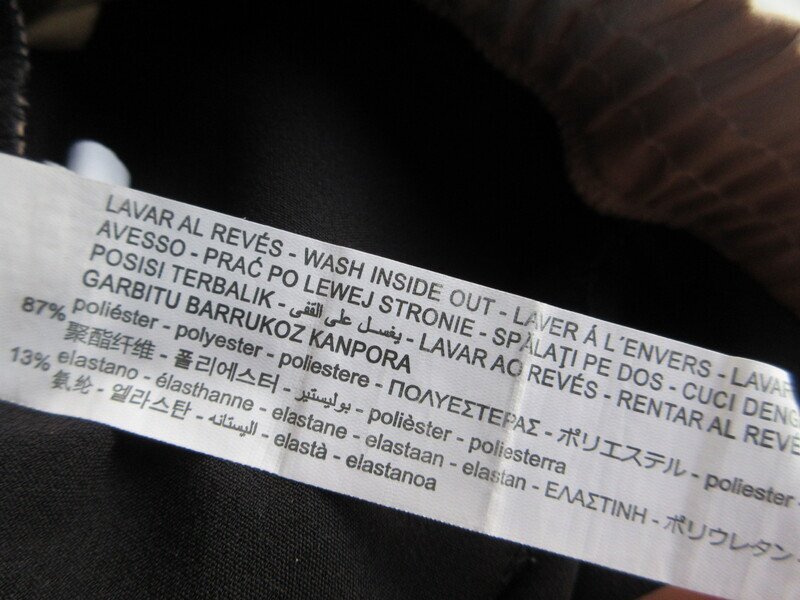 LAVAR AL REVÉS - WASH INSIDE OUT - LAVER Á L´ENVERS - LAVAR
AVESSO - PRAĆ PO LEWEJ STRONIE - SPĂLAŢI PE DOS - CUCI DENG
POSISI TERBALIK - يغسل على القفى - LAVAR AO REVÉS - RENTAR AL REVÉ
GARBITU BARRUKOZ KANPORA
87% poliéster - polyester - poliestere - ΠΟΛΥΕΣΤΕΡΑΣ - ポリエステル - poliester -
聚酯纤维 - 폴리에스터 - بوليستير - polièster - poliesterra
13% elastano - élasthanne - elastane - elastaan - elastan - ΕΛΑΣΤΙΝΗ - ポリウレタン -
氨纶 - 엘라스탄 - اليستانه - elastà - elastanoa